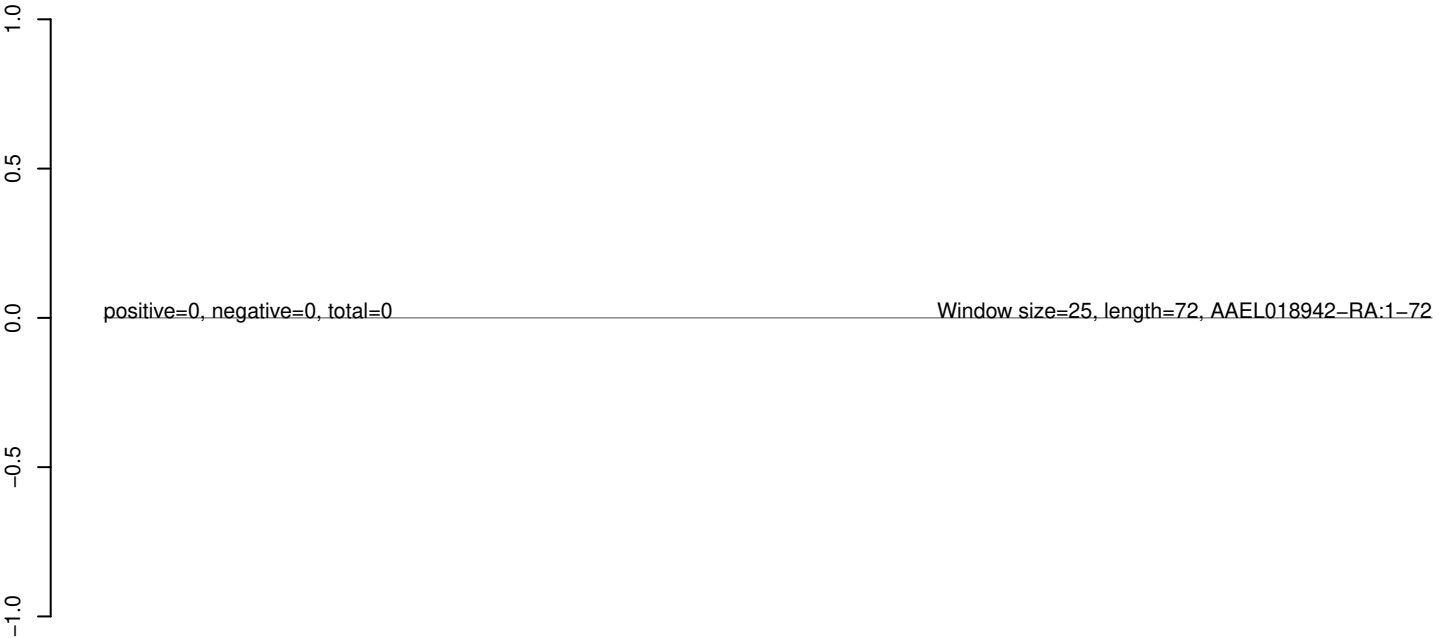 1.0
0.5
0.0
−0.5
−1.0
positive=0, negative=0, total=0
Window size=25, length=72, AAEL018942−RA:1−72